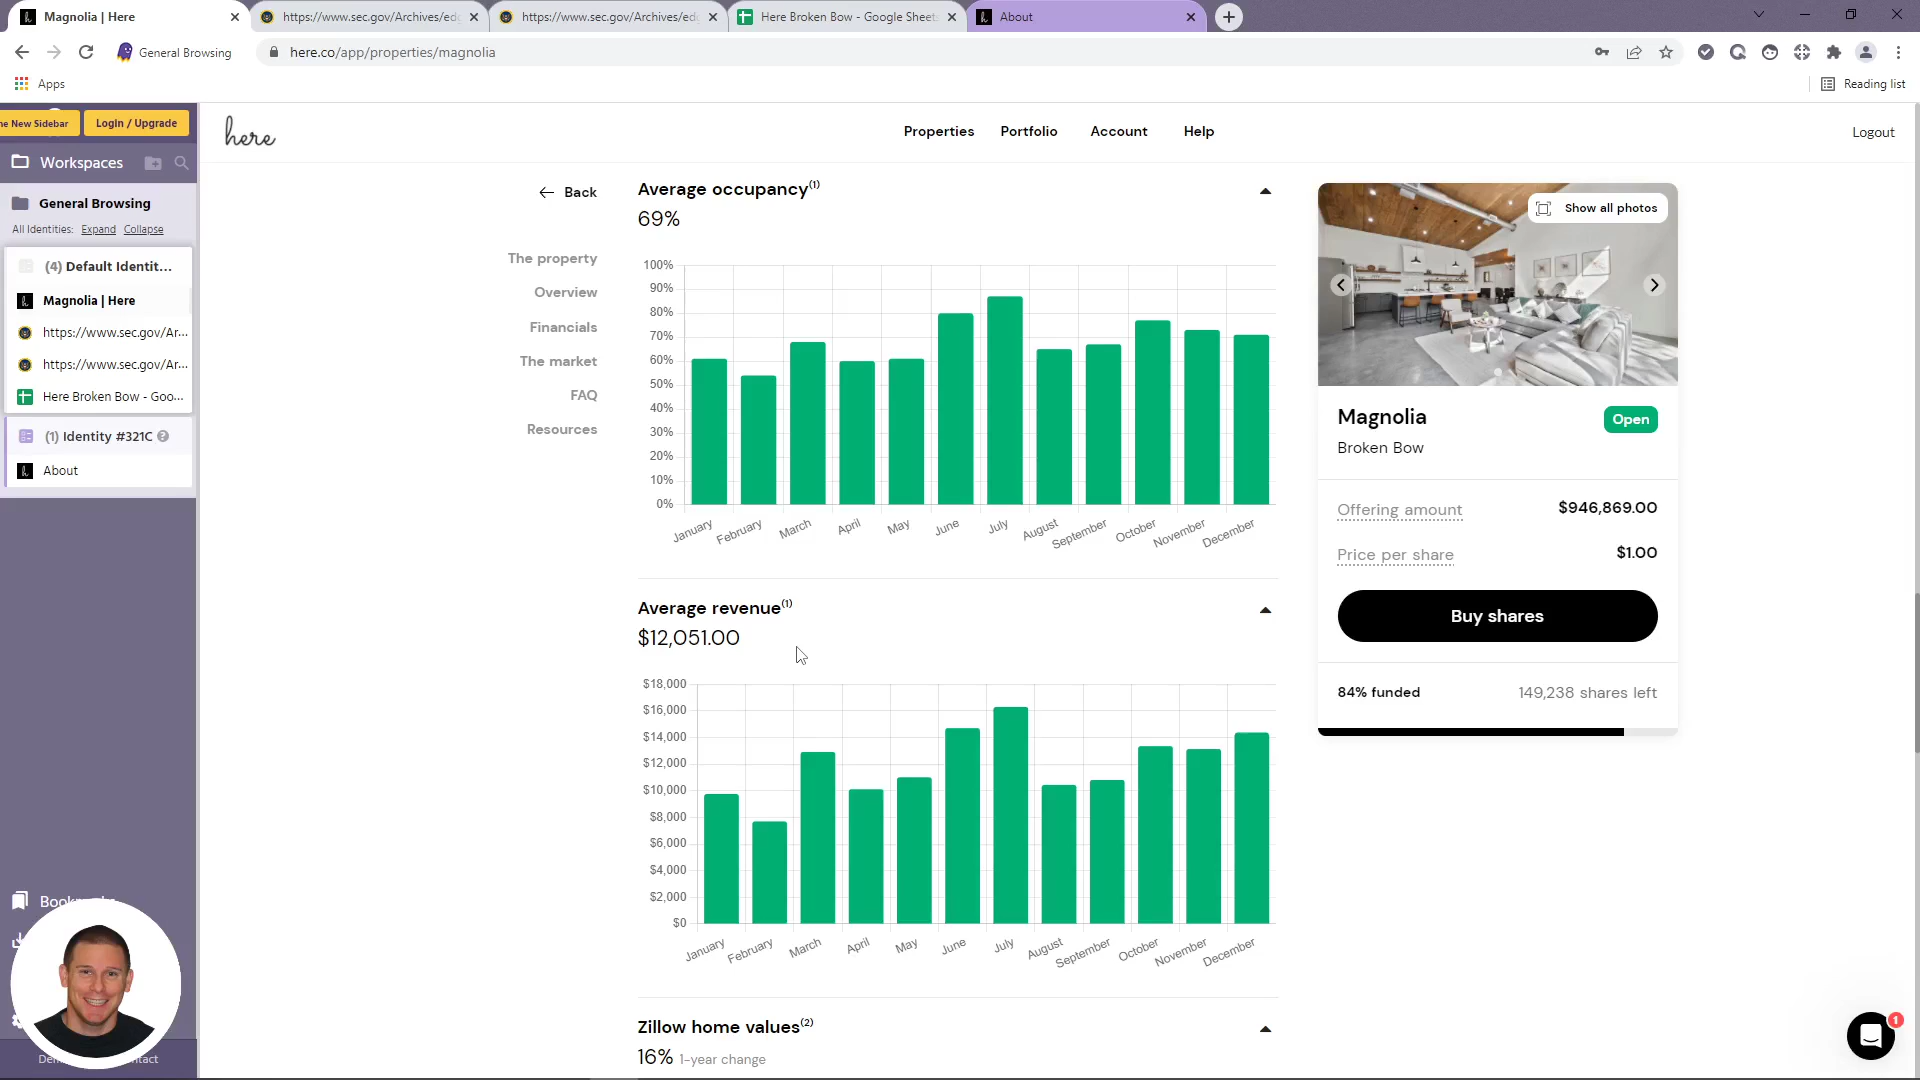 Magnolia | Here
https://www.sec.gov/Archives/ed
https://www.sec.gov/Archives/ed
Here Broken Bow - Google Sheets
About
General Browsing
here.co/app/properties/magnolia
Apps
Reading list
he New Sidebar
Login / Upgrade
Workspaces
General Browsing
All Identities: Expand Collapse
(4) Default Identit...
Magnolia | Here
https://www.sec.gov/Ar...
https://www.sec.gov/Ar...
Here Broken Bow - Goo...
(1) Identity #321C
About
here
Properties
Portfolio
Account
Help
Logout
Back
The property
Overview
Financials
The market
FAQ
Resources
Average occupancy(1)
69%
100%
90%
80%
70%
60%
50%
40%
30%
20%
10%
0%
January February March April May June July August September October November December
Average revenue(1)
$12,051.00
$18,000
$16,000
$14,000
$12,000
$10,000
$8,000
$6,000
$4,000
$2,000
$0
January February March April May June July August September October November December
Zillow home values(2)
16% 1-year change
Show all photos
Magnolia
Open
Broken Bow
Offering amount
$946,869.00
Price per share
$1.00
Buy shares
84% funded
149,238 shares left
1